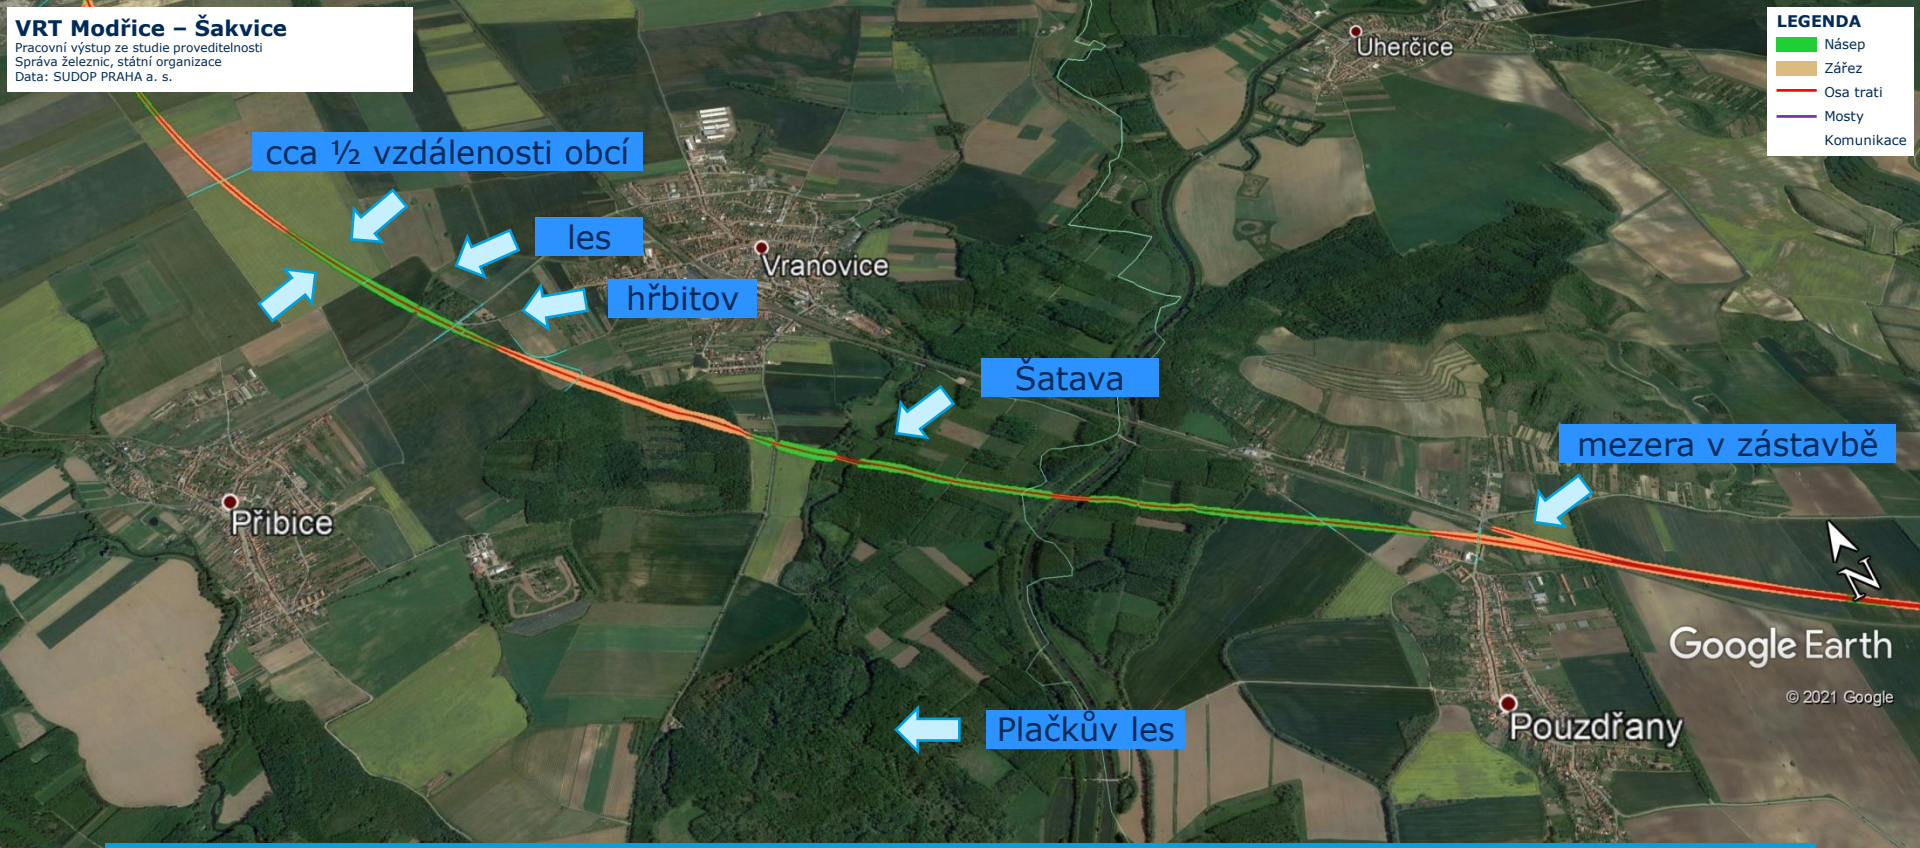 VRT Modřice – Šakvice
Pracovní výstup ze studie proveditelnosti
Správa železnic, státní organizace
Data: SUDOP PRAHA a. s.
LEGENDA
Násep
Zářez
Osa trati
Mosty
Komunikace
Uherčice
cca ½ vzdálenosti obcí
les
Vranovice
hřbitov
Šatava
mezera v zástavbě
Přibice
N
Google Earth
© 2021 Google
Plačkův les
Pouzdřany